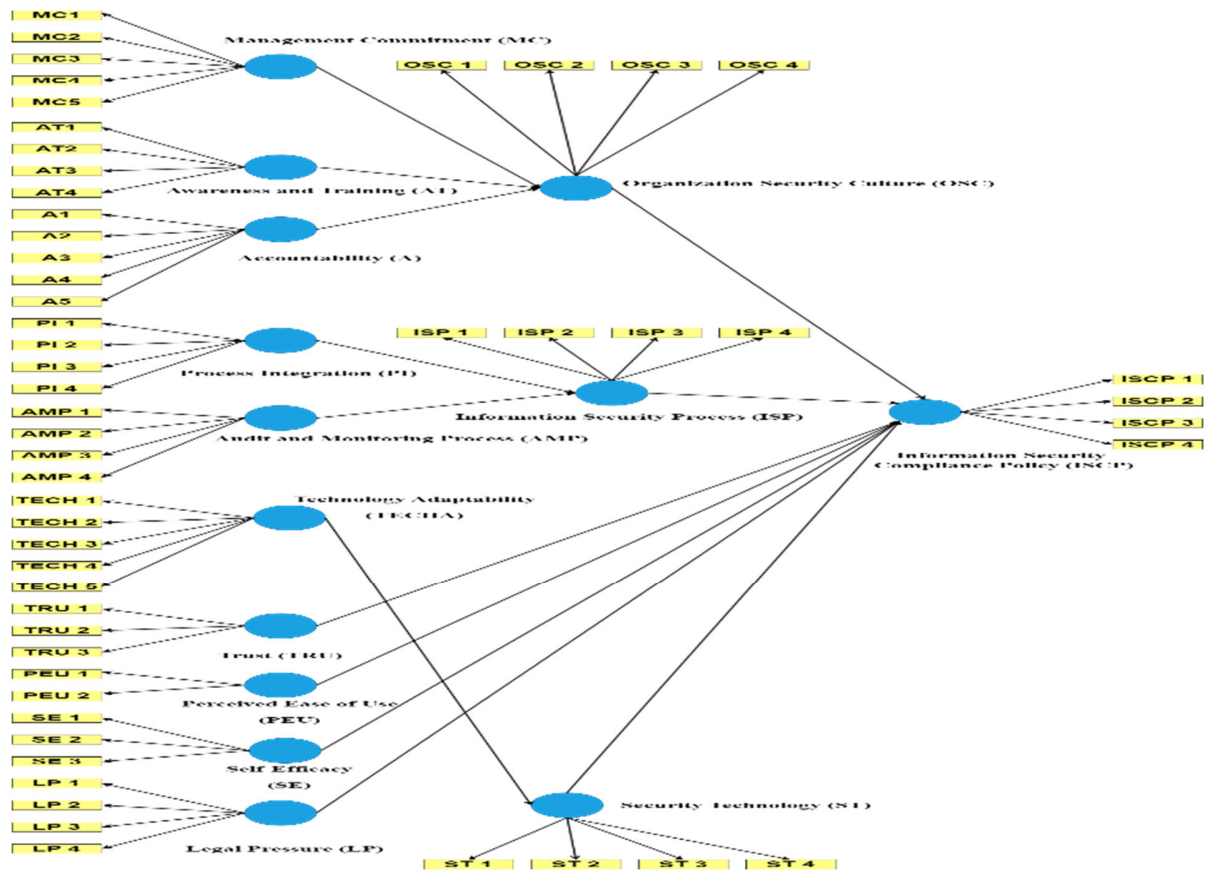 MC1
MC2
MC3
MC4
MC5
Management Commitment (MC)
OSC 1
OSC 2
OSC 3
OSC 4
AT1
AT2
AT3
AT4
Awareness and Training (AT)
Organization Security Culture (OSC)
A1
A2
A3
A4
A5
Accountability (A)
PI 1
PI 2
PI 3
PI 4
Process Integration (PI)
ISP 1
ISP 2
ISP 3
ISP 4
Information Security Process (ISP)
AMP 1
AMP 2
AMP 3
AMP 4
Audit and Monitoring Process (AMP)
ISCP 1
ISCP 2
ISCP 3
ISCP 4
Information Security
Compliance Policy (ISCP)
TECH 1
TECH 2
TECH 3
TECH 4
TECH 5
Technology Adaptability
(TECHA)
TRU 1
TRU 2
TRU 3
Trust (TRU)
PEU 1
PEU 2
Perceived Ease of Use
(PEU)
SE 1
SE 2
SE 3
Self Efficacy
(SE)
LP 1
LP 2
LP 3
LP 4
Legal Pressure (LP)
Security Technology (ST)
ST 1
ST 2
ST 3
ST 4